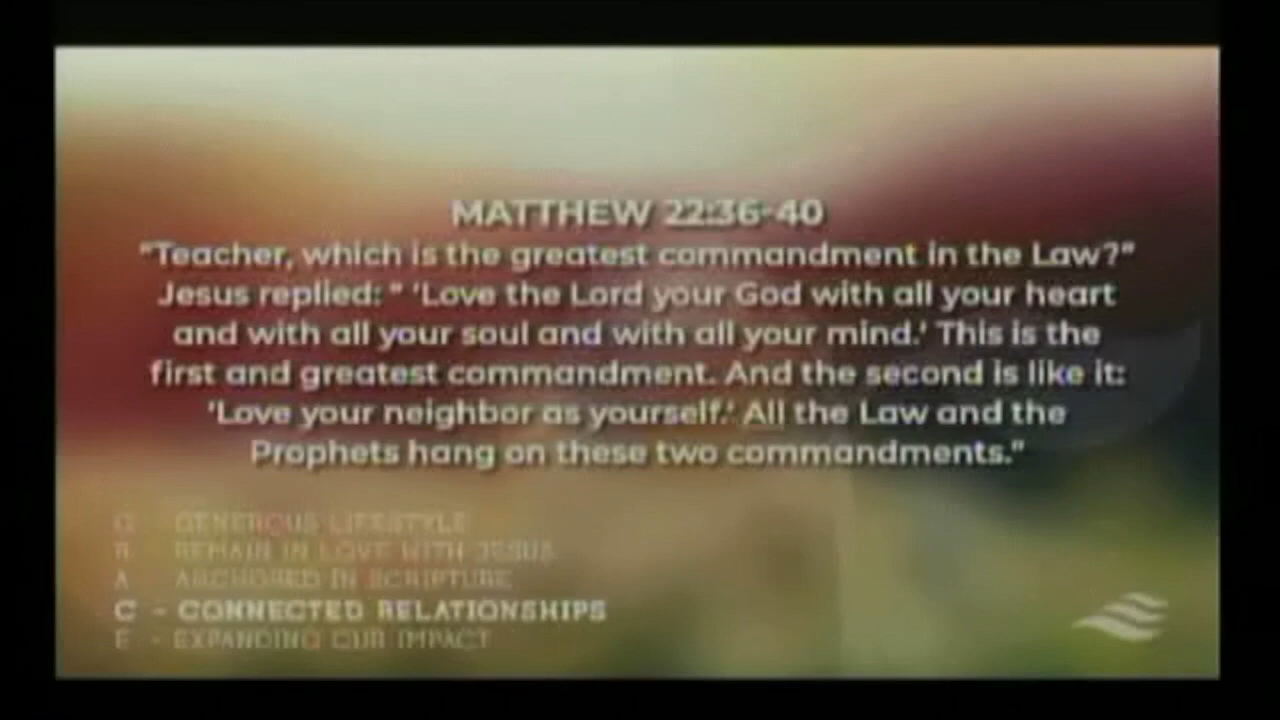 MATTHEW 22:36-40
"Teacher, which is the greatest commandment in the Law?"
Jesus replied: " 'Love the Lord your God with all your heart
and with all your soul and with all your mind.' This is the
first and greatest commandment. And the second is like it:
'Love your neighbor as yourself.' All the Law and the
Prophets hang on these two commandments."
G - GENEROUS LIFESTYLE
R - REMAIN IN LOVE WITH JESUS
A - ANCHORED IN SCRIPTURE
C - CONNECTED RELATIONSHIPS
E - EXPANDING OUR IMPACT